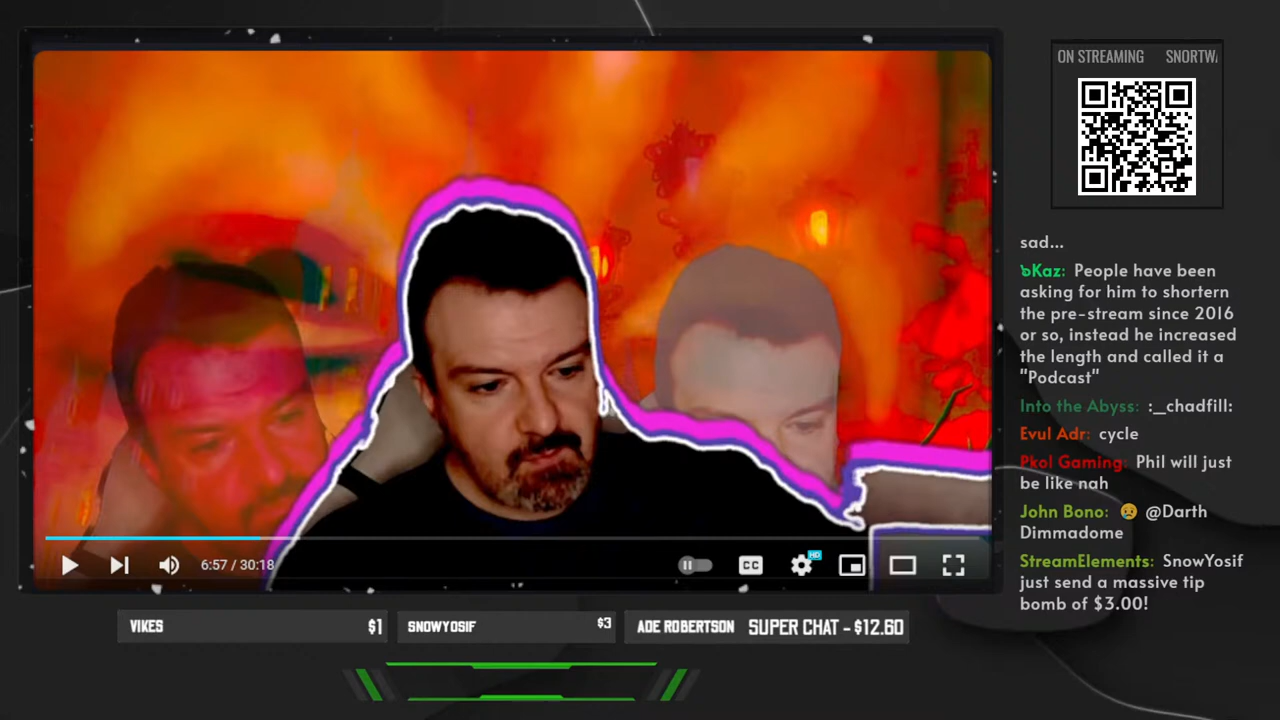 ON STREAMING SNORTW
sad...
Kaz: People have been
asking for him to shortern
the pre-stream since 2016
or so, instead he increased
the length and called it a
"Podcast"
Into the Abyss: :_chadfill:
Evul Adr: cycle
Pkol Gaming: Phil will just
be like nah
John Bono: 😥 @Darth
Dimmadome
StreamElements: SnowYosif
just send a massive tip
bomb of $3.00!
6:57 / 30:18
CC
HD
VIKES $1
SNOWYOSIF $3
ADE ROBERTSON SUPER CHAT - $12.60